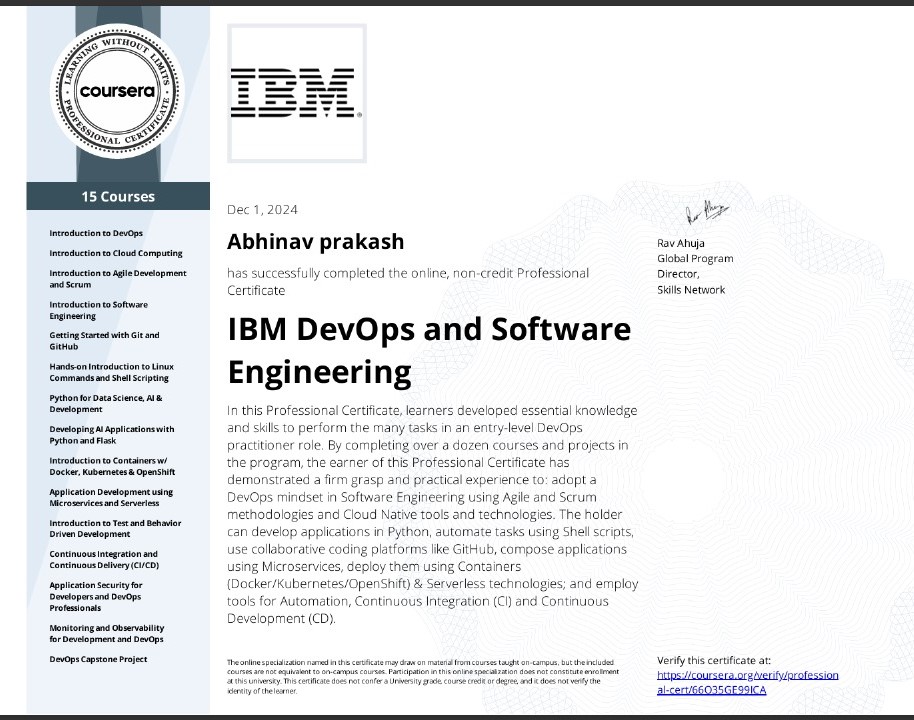 LEARNING WITHOUT LIMITS
coursera
PROFESSIONAL CERTIFICATE
IBM
®
15 Courses
Introduction to DevOps
Introduction to Cloud Computing
Introduction to Agile Development
and Scrum
Introduction to Software
Engineering
Getting Started with Git and
GitHub
Hands-on Introduction to Linux
Commands and Shell Scripting
Python for Data Science, AI &
Development
Developing AI Applications with
Python and Flask
Introduction to Containers w/
Docker, Kubernetes & OpenShift
Application Development using
Microservices and Serverless
Introduction to Test and Behavior
Driven Development
Continuous Integration and
Continuous Delivery (CI/CD)
Application Security for
Developers and DevOps
Professionals
Monitoring and Observability
for Development and DevOps
DevOps Capstone Project
Dec 1, 2024
Abhinav prakash
has successfully completed the online, non-credit Professional
Certificate
IBM DevOps and Software
Engineering
In this Professional Certificate, learners developed essential knowledge
and skills to perform the many tasks in an entry-level DevOps
practitioner role. By completing over a dozen courses and projects in
the program, the earner of this Professional Certificate has
demonstrated a firm grasp and practical experience to: adopt a
DevOps mindset in Software Engineering using Agile and Scrum
methodologies and Cloud Native tools and technologies. The holder
can develop applications in Python, automate tasks using Shell scripts,
use collaborative coding platforms like GitHub, compose applications
using Microservices, deploy them using Containers
(Docker/Kubernetes/OpenShift) & Serverless technologies; and employ
tools for Automation, Continuous Integration (CI) and Continuous
Development (CD).
Rav Ahuja
Rav Ahuja
Global Program
Director,
Skills Network
The online specialization named in this certificate may draw on material from courses taught on-campus, but the included
courses are not equivalent to on-campus courses. Participation in this online specialization does not constitute enrollment
at this university. This certificate does not confer a University grade, course credit or degree, and it does not verify the
identity of the learner.
Verify this certificate at:
https://coursera.org/verify/profession
al-cert/66O35GE99ICA